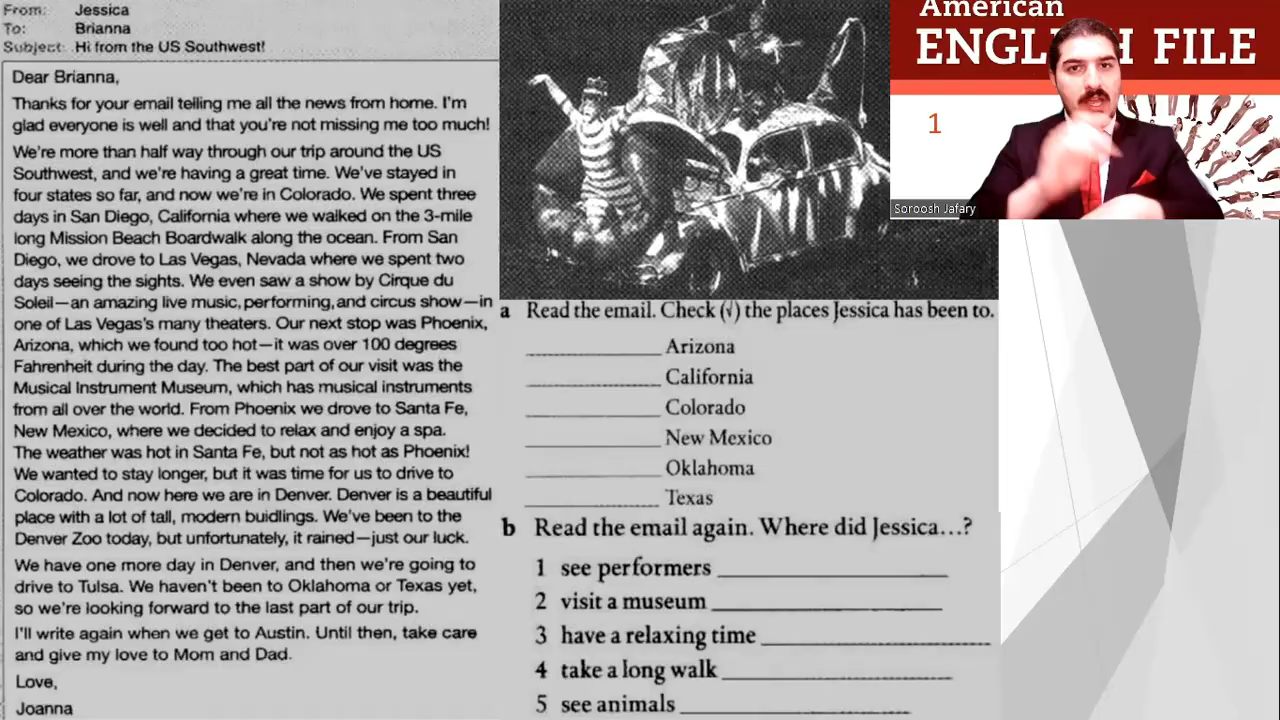 From: Jessica
To: Brianna
Subject: Hi from the US Southwest!
Dear Brianna,
Thanks for your email telling me all the news from home. I'm
glad everyone is well and that you're not missing me too much!
We're more than half way through our trip around the US
Southwest, and we're having a great time. We've stayed in
four states so far, and now we're in Colorado. We spent three
days in San Diego, California where we walked on the 3-mile
long Mission Beach Boardwalk along the ocean. From San
Diego, we drove to Las Vegas, Nevada where we spent two
days seeing the sights. We even saw a show by Cirque du
Soleil—an amazing live music, performing, and circus show—in
one of Las Vegas's many theaters. Our next stop was Phoenix,
Arizona, which we found too hot—it was over 100 degrees
Fahrenheit during the day. The best part of our visit was the
Musical Instrument Museum, which has musical instruments
from all over the world. From Phoenix we drove to Santa Fe,
New Mexico, where we decided to relax and enjoy a spa.
The weather was hot in Santa Fe, but not as hot as Phoenix!
We wanted to stay longer, but it was time for us to drive to
Colorado. And now here we are in Denver. Denver is a beautiful
place with a lot of tall, modern buidlings. We've been to the
Denver Zoo today, but unfortunately, it rained—just our luck.
We have one more day in Denver, and then we're going to
drive to Tulsa. We haven't been to Oklahoma or Texas yet,
so we're looking forward to the last part of our trip.
I'll write again when we get to Austin. Until then, take care
and give my love to Mom and Dad.
Love,
Joanna
a Read the email. Check (√) the places Jessica has been to.
Arizona
California
Colorado
New Mexico
Oklahoma
Texas
b Read the email again. Where did Jessica...?
1 see performers
2 visit a museum
3 have a relaxing time
4 take a long walk
5 see animals
American
FILE
1
Soroosh Jafary